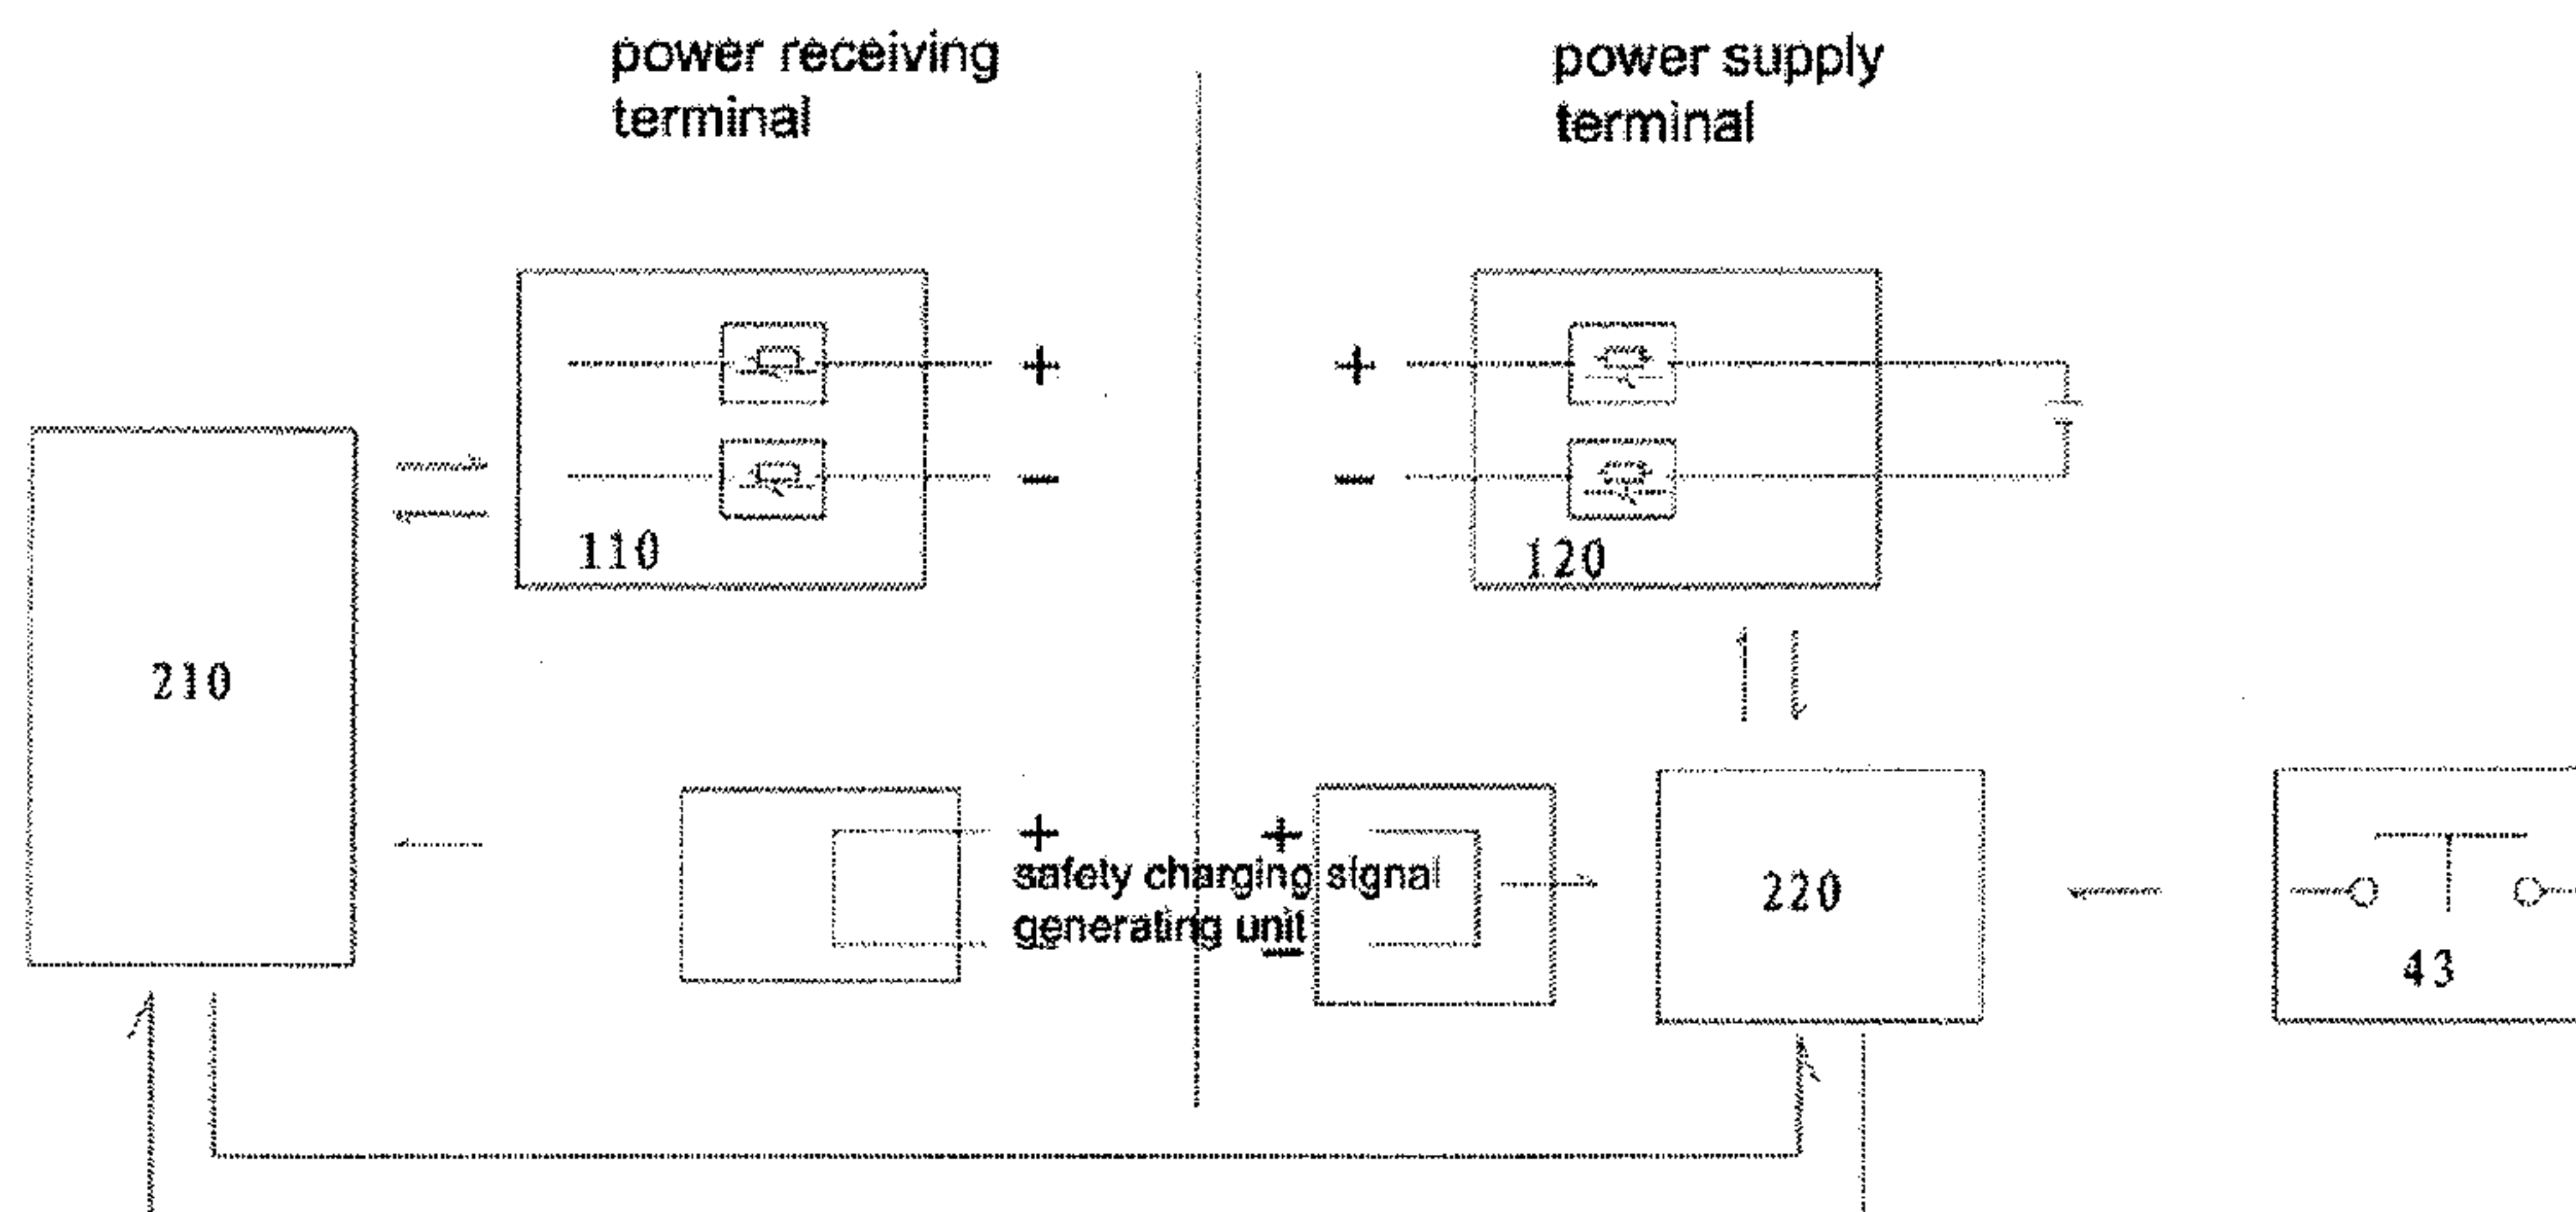 power receiving
terminal
power supply
terminal
+ +
- -
110
120
210
+ +
safety charging signal
generating unit
-
220
43